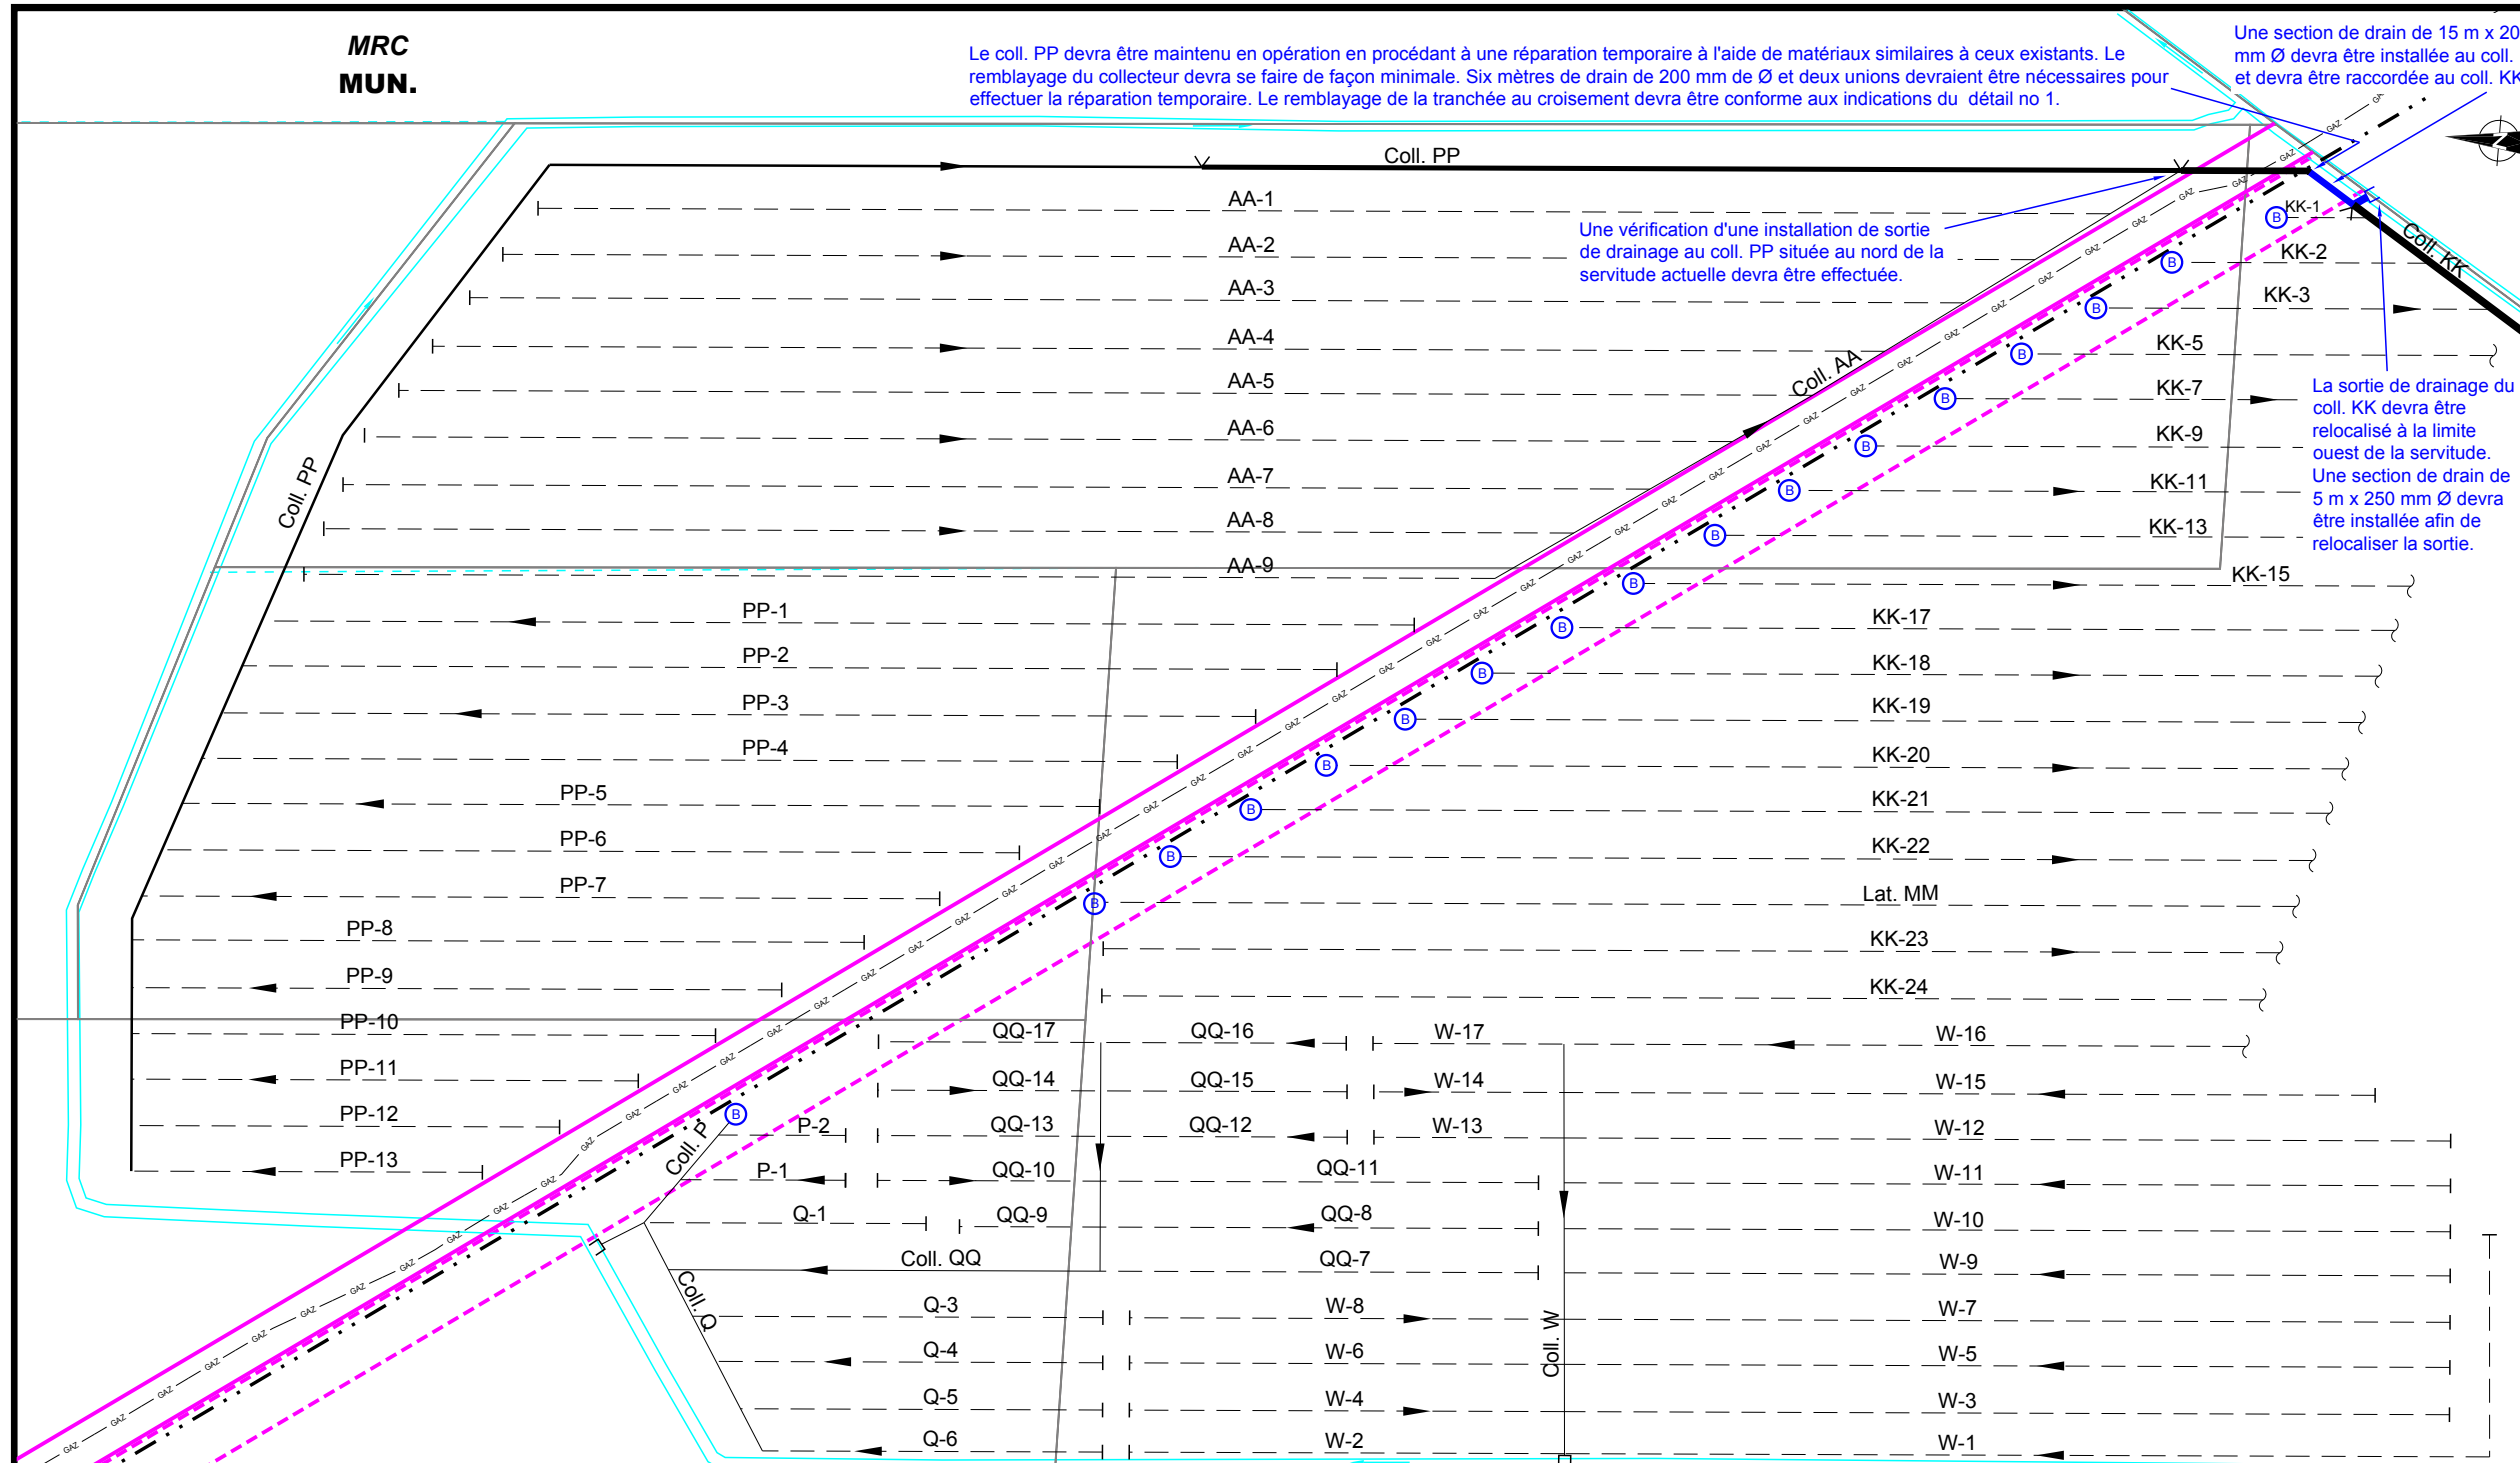 MRC
MUN.
Le coll. PP devra être maintenu en opération en procédant à une réparation temporaire à l'aide de matériaux similaires à ceux existants. Le
remblayage du collecteur devra se faire de façon minimale. Six mètres de drain de 200 mm de Ø et deux unions devraient être nécessaires pour
effectuer la réparation temporaire. Le remblayage de la tranchée au croisement devra être conforme aux indications du détail no 1.
Une section de drain de 15 m x 20
mm Ø devra être installée au coll.
et devra être raccordée au coll. KK
Coll. PP
AA-1
Une vérification d'une installation de sortie
de drainage au coll. PP située au nord de la
servitude actuelle devra être effectuée.
AA-2
AA-3
AA-4
AA-5
AA-6
AA-7
AA-8
AA-9
Coll. AA
Coll. PP
KK-1
Coll. KK
KK-2
KK-3
KK-5
KK-7
KK-9
KK-11
KK-13
KK-15
La sortie de drainage du
coll. KK devra être
relocalisé à la limite
ouest de la servitude.
Une section de drain de
5 m x 250 mm Ø devra
être installée afin de
relocaliser la sortie.
PP-1
PP-2
PP-3
PP-4
PP-5
PP-6
PP-7
PP-8
PP-9
PP-10
PP-11
PP-12
PP-13
KK-17
KK-18
KK-19
KK-20
KK-21
KK-22
Lat. MM
KK-23
KK-24
GAZ
B
QQ-17 QQ-16 W-17 W-16
QQ-14 QQ-15 W-14 W-15
Coll. P P-2 QQ-13 QQ-12 W-13 W-12
P-1 QQ-10 QQ-11 W-11
Q-1 QQ-9 QQ-8 W-10
Coll. QQ QQ-7 W-9
Coll. Q
Q-3 W-8 W-7
Q-4 W-6 W-5
Coll. W
Q-5 W-4 W-3
Q-6 W-2 W-1